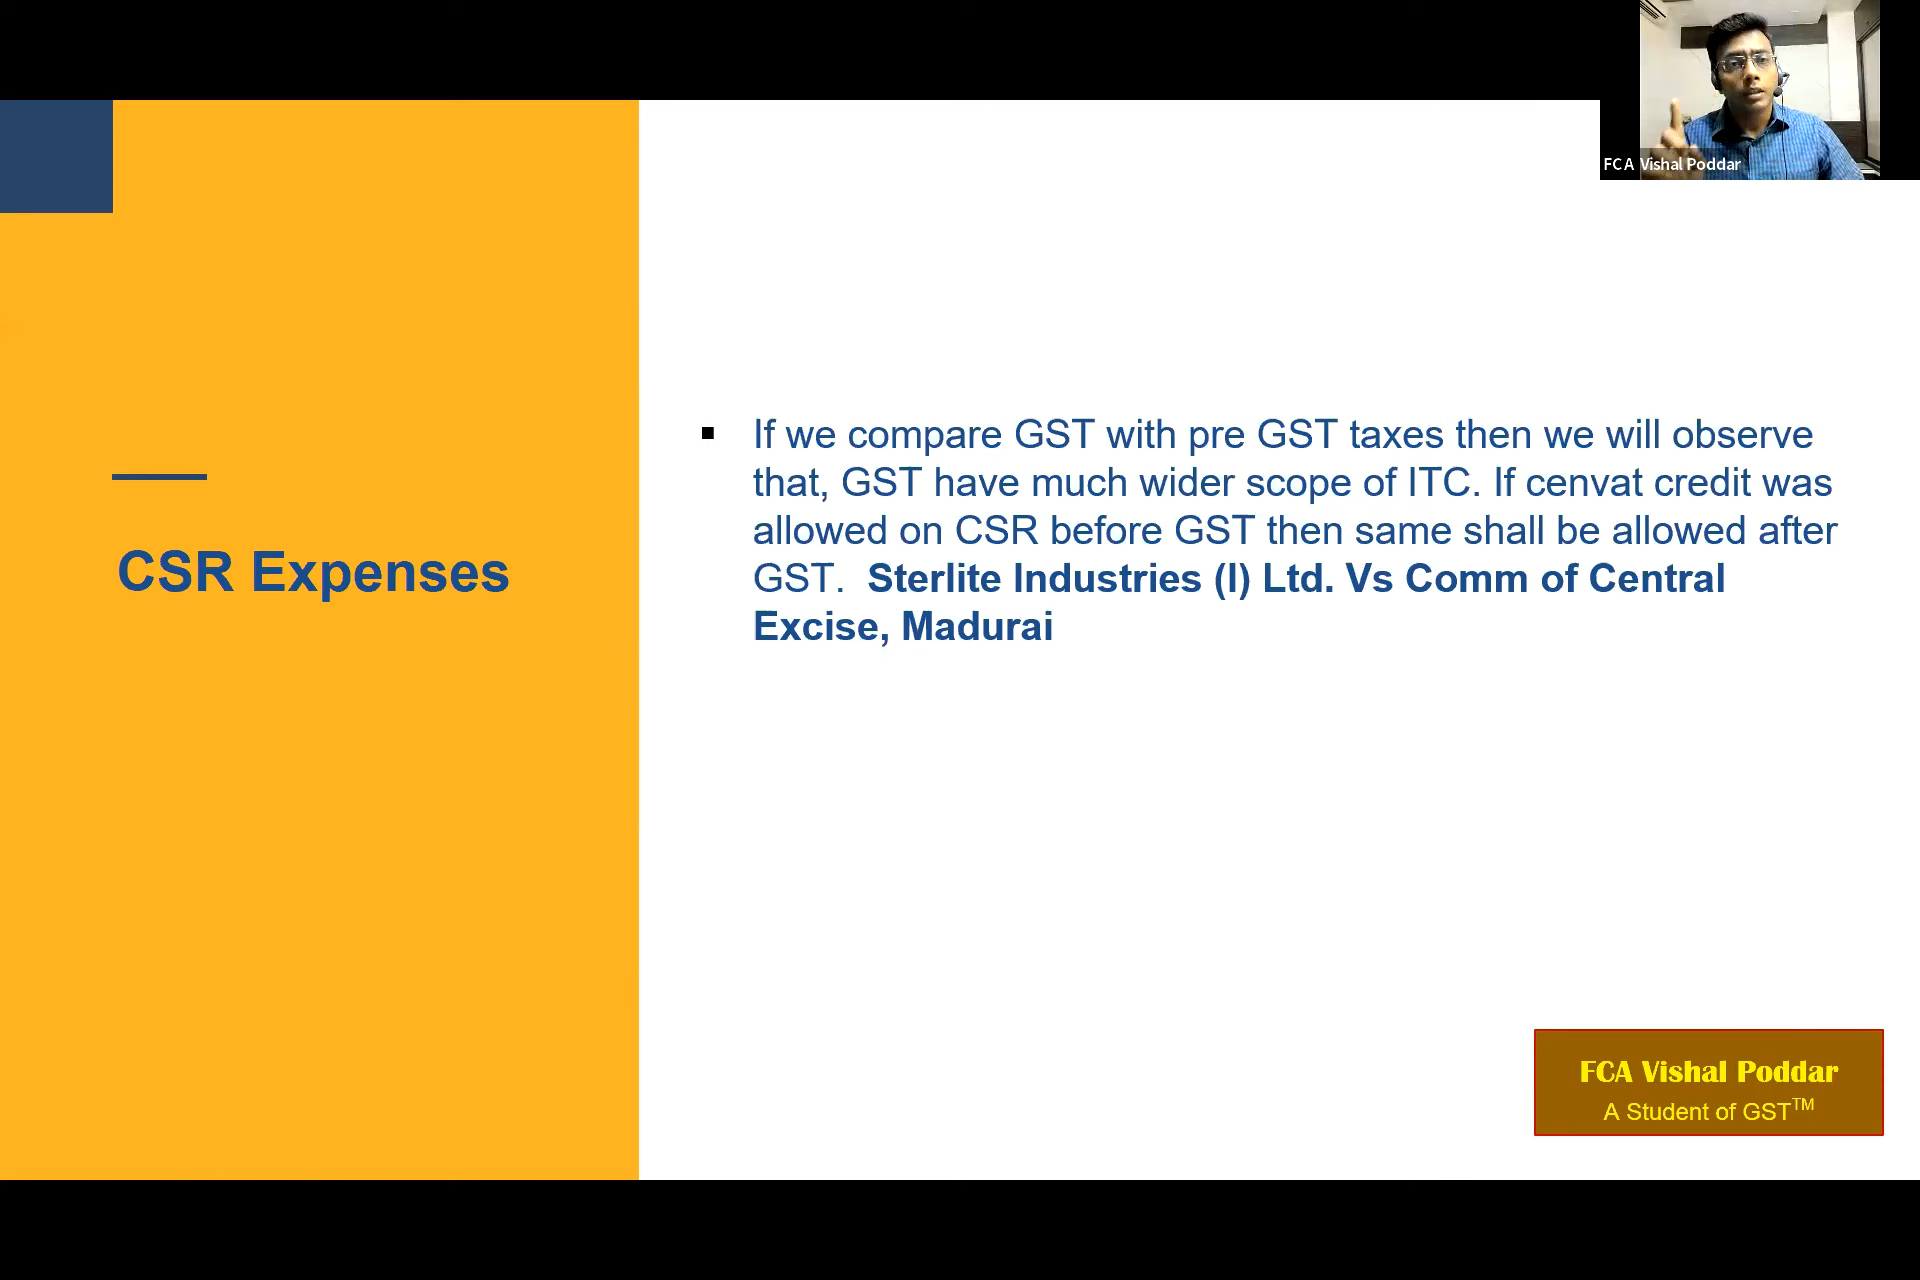 FCA Vishal Poddar
CSR Expenses
▪ If we compare GST with pre GST taxes then we will observe
that, GST have much wider scope of ITC. If cenvat credit was
allowed on CSR before GST then same shall be allowed after
GST. Sterlite Industries (I) Ltd. Vs Comm of Central
Excise, Madurai
FCA Vishal Poddar
A Student of GST™